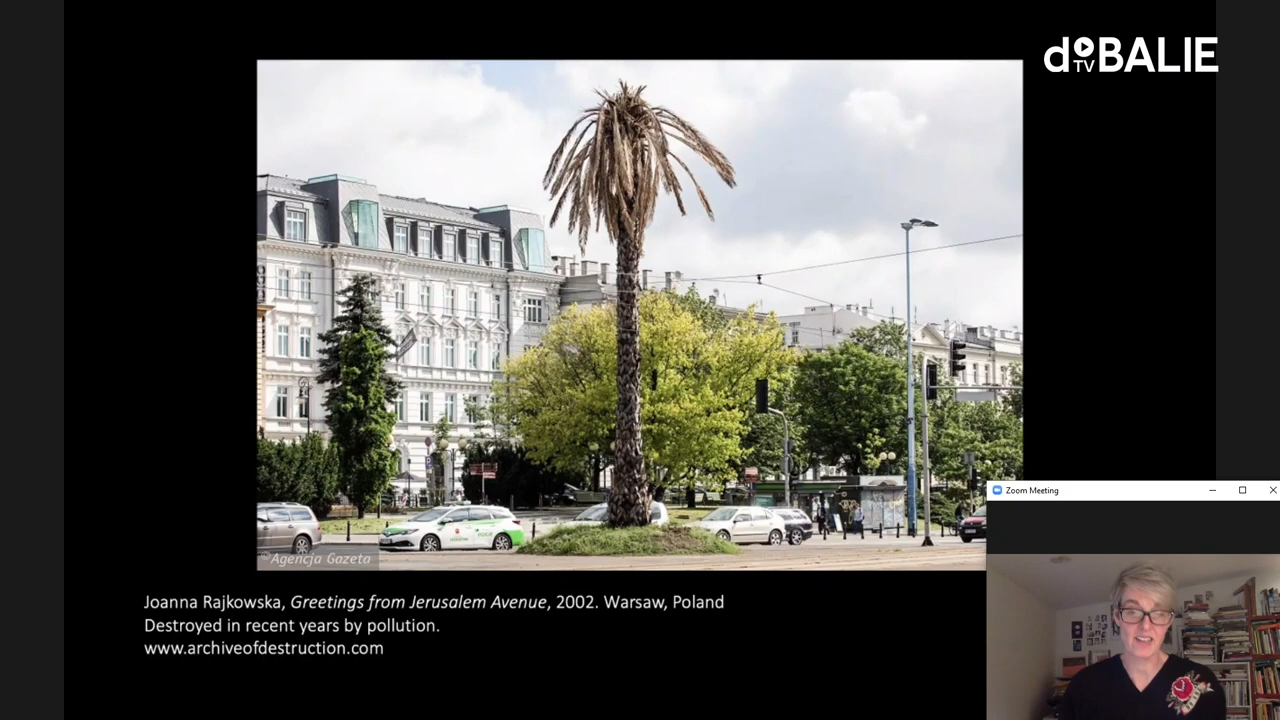 doBALIE
TV
©Agencja Gazeta
Zoom Meeting
Joanna Rajkowska, Greetings from Jerusalem Avenue, 2002. Warsaw, Poland
Destroyed in recent years by pollution.
www.archiveofdestruction.com